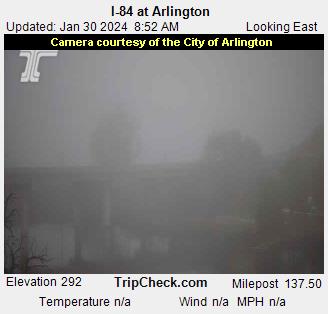 I-84 at Arlington
Updated: Jan 30 2024 8:52 AM Looking East
Camera courtesy of the City of Arlington
Elevation 292 TripCheck.com Milepost 137.50
Temperature n/a Wind n/a MPH n/a